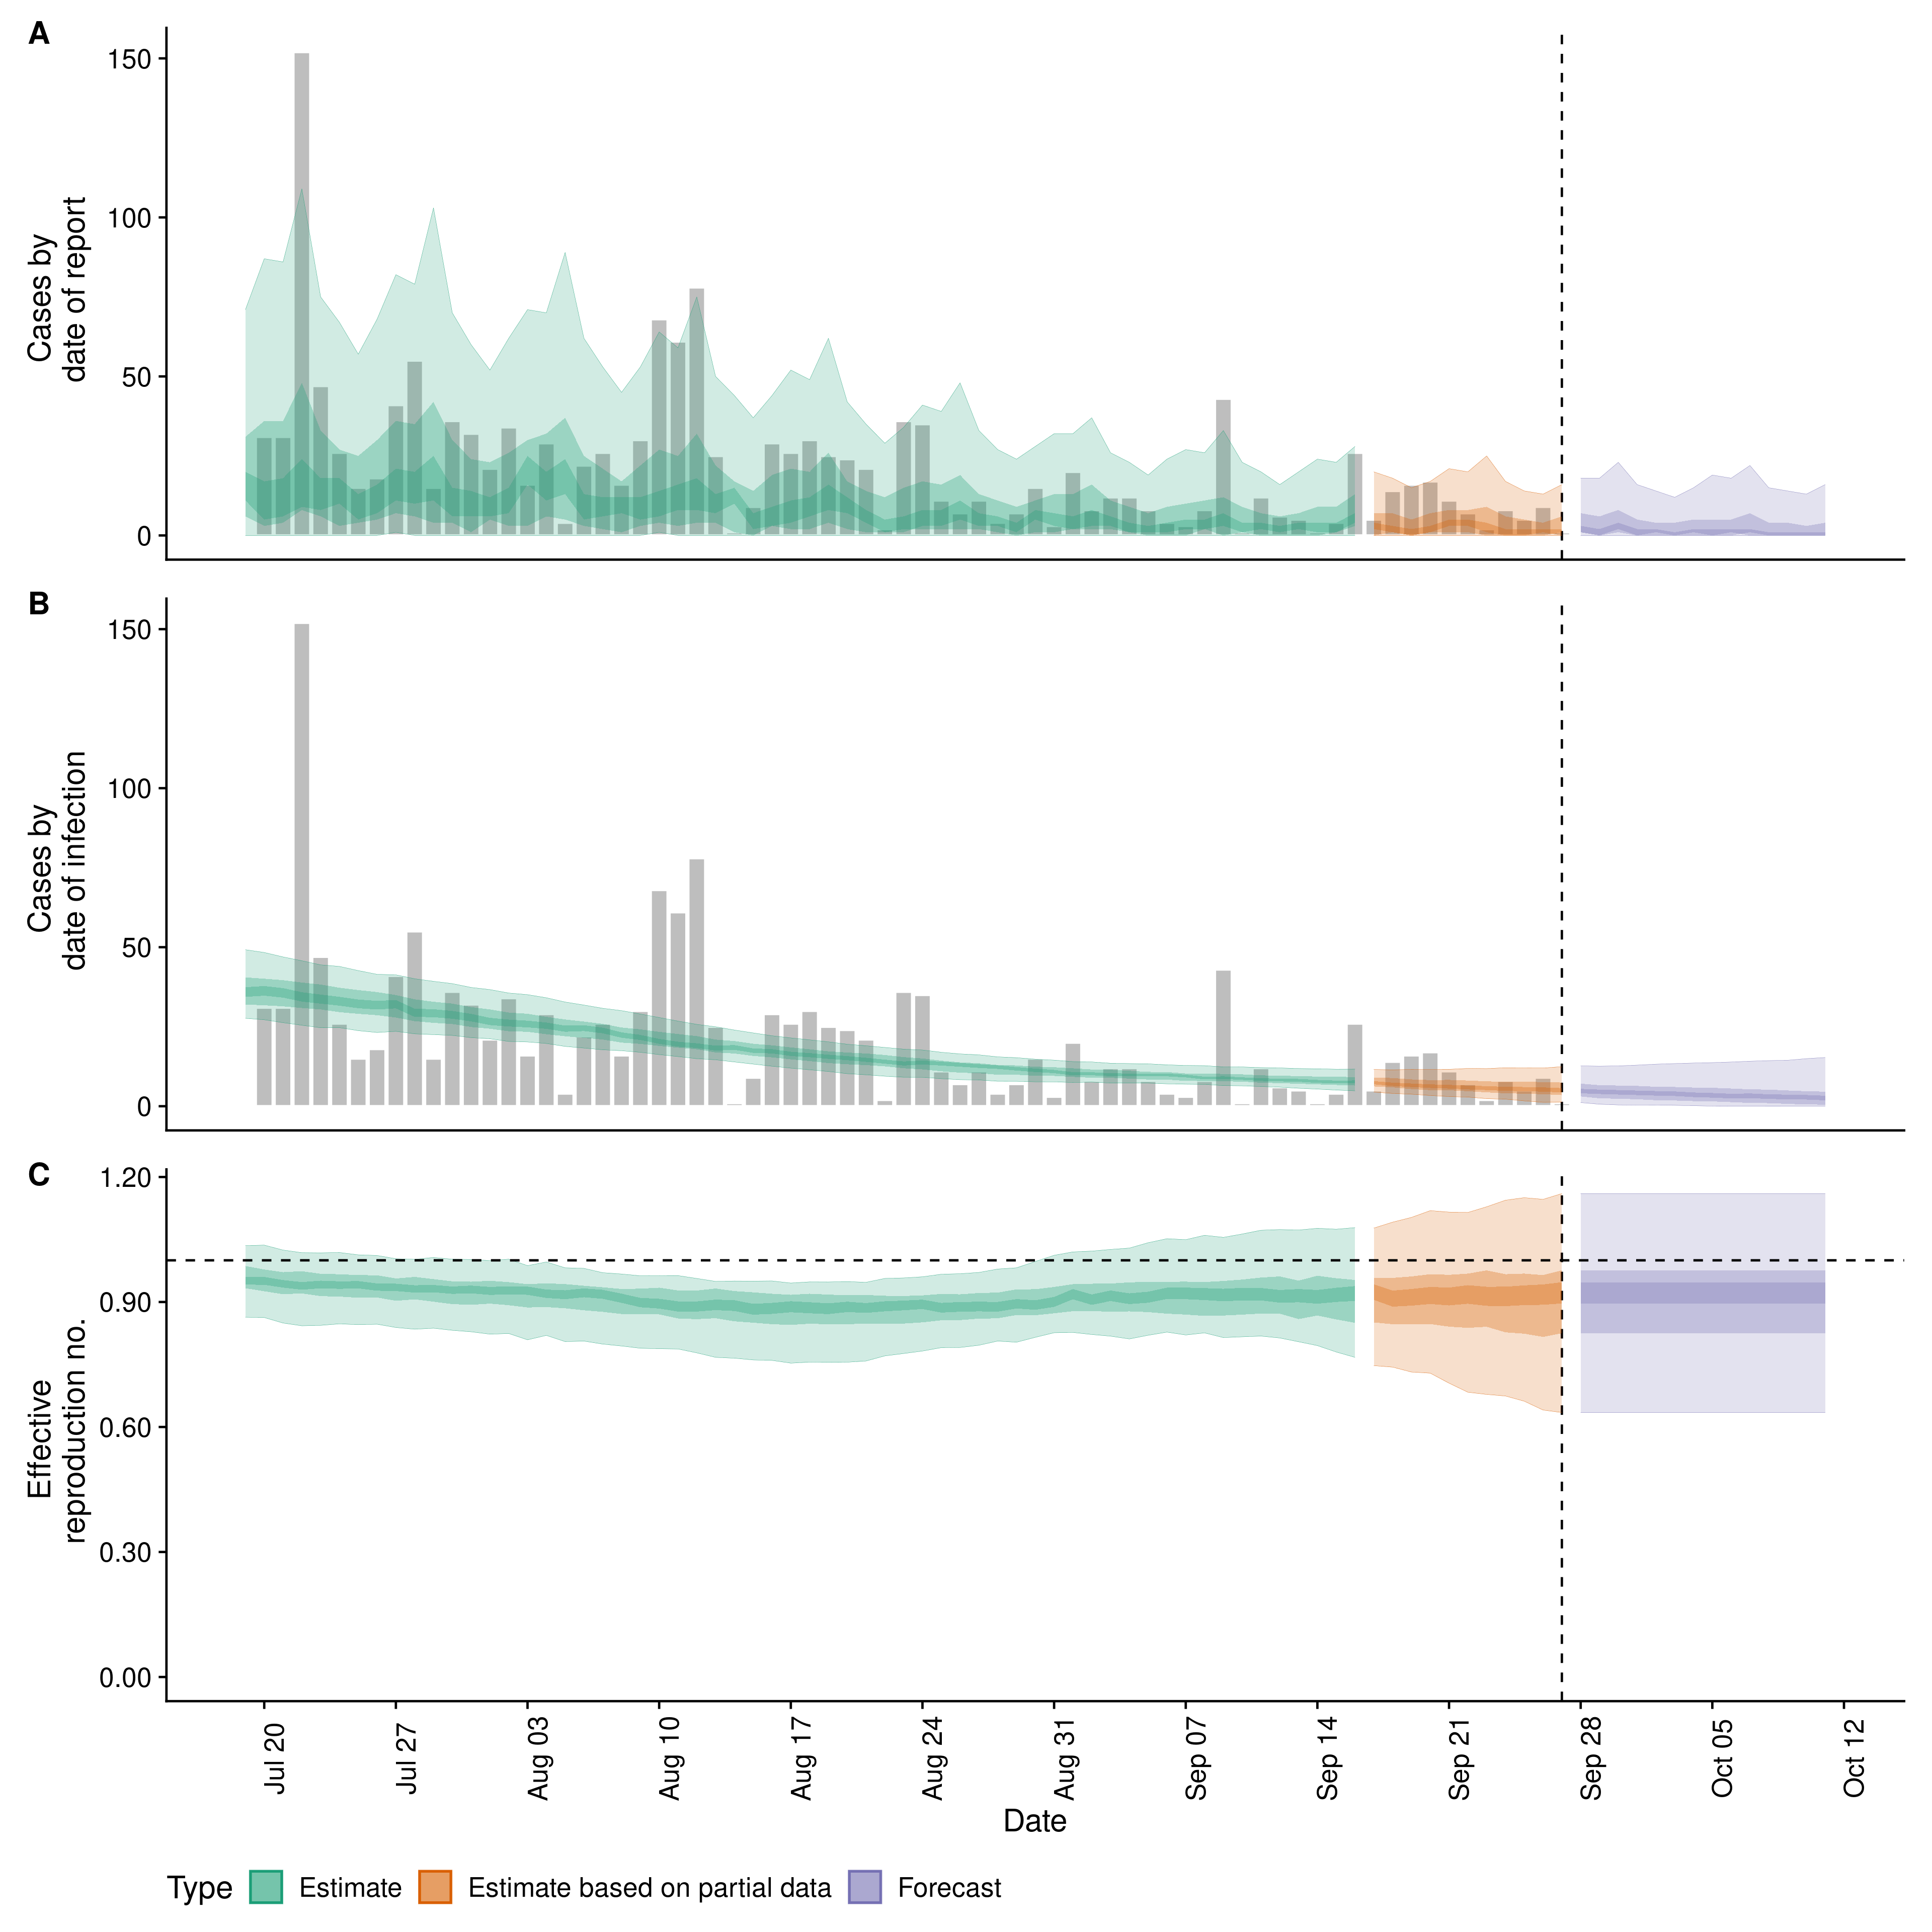 A
150
100
50
0
Cases by
date of report
B
150
100
50
0
Cases by
date of infection
C
1.20
0.90
0.60
0.30
0.00
Effective
reproduction no.
Jul 20
Jul 27
Aug 03
Aug 10
Aug 17
Aug 24
Aug 31
Sep 07
Sep 14
Sep 21
Sep 28
Oct 05
Oct 12
Date
Type Estimate Estimate based on partial data Forecast